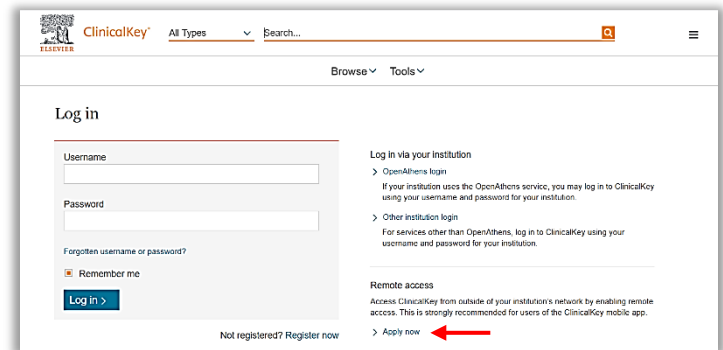 ELSEVIER
ClinicalKey®
All Types
Search...
Browse
Tools
Log in
Username
Password
Forgotten username or password?
Remember me
Log in >
Not registered? Register now
Log in via your institution
> OpenAthens login
If your institution uses the OpenAthens service, you may log in to ClinicalKey
using your username and password for your institution.
> Other institution login
For services other than OpenAthens, log in to ClinicalKey using your
username and password for your institution.
Remote access
Access ClinicalKey from outside of your institution's network by enabling remote
access. This is strongly recommended for users of the ClinicalKey mobile app.
> Apply now